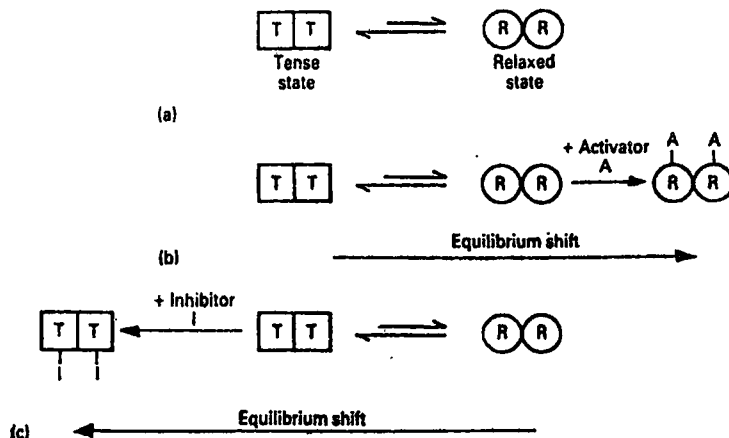 T T R R
Tense state Relaxed state
(a)
+ Activator A
A A
T T R R R R
Equilibrium shift
(b)
+ Inhibitor I
T T T T R R
I I
Equilibrium shift
(c)